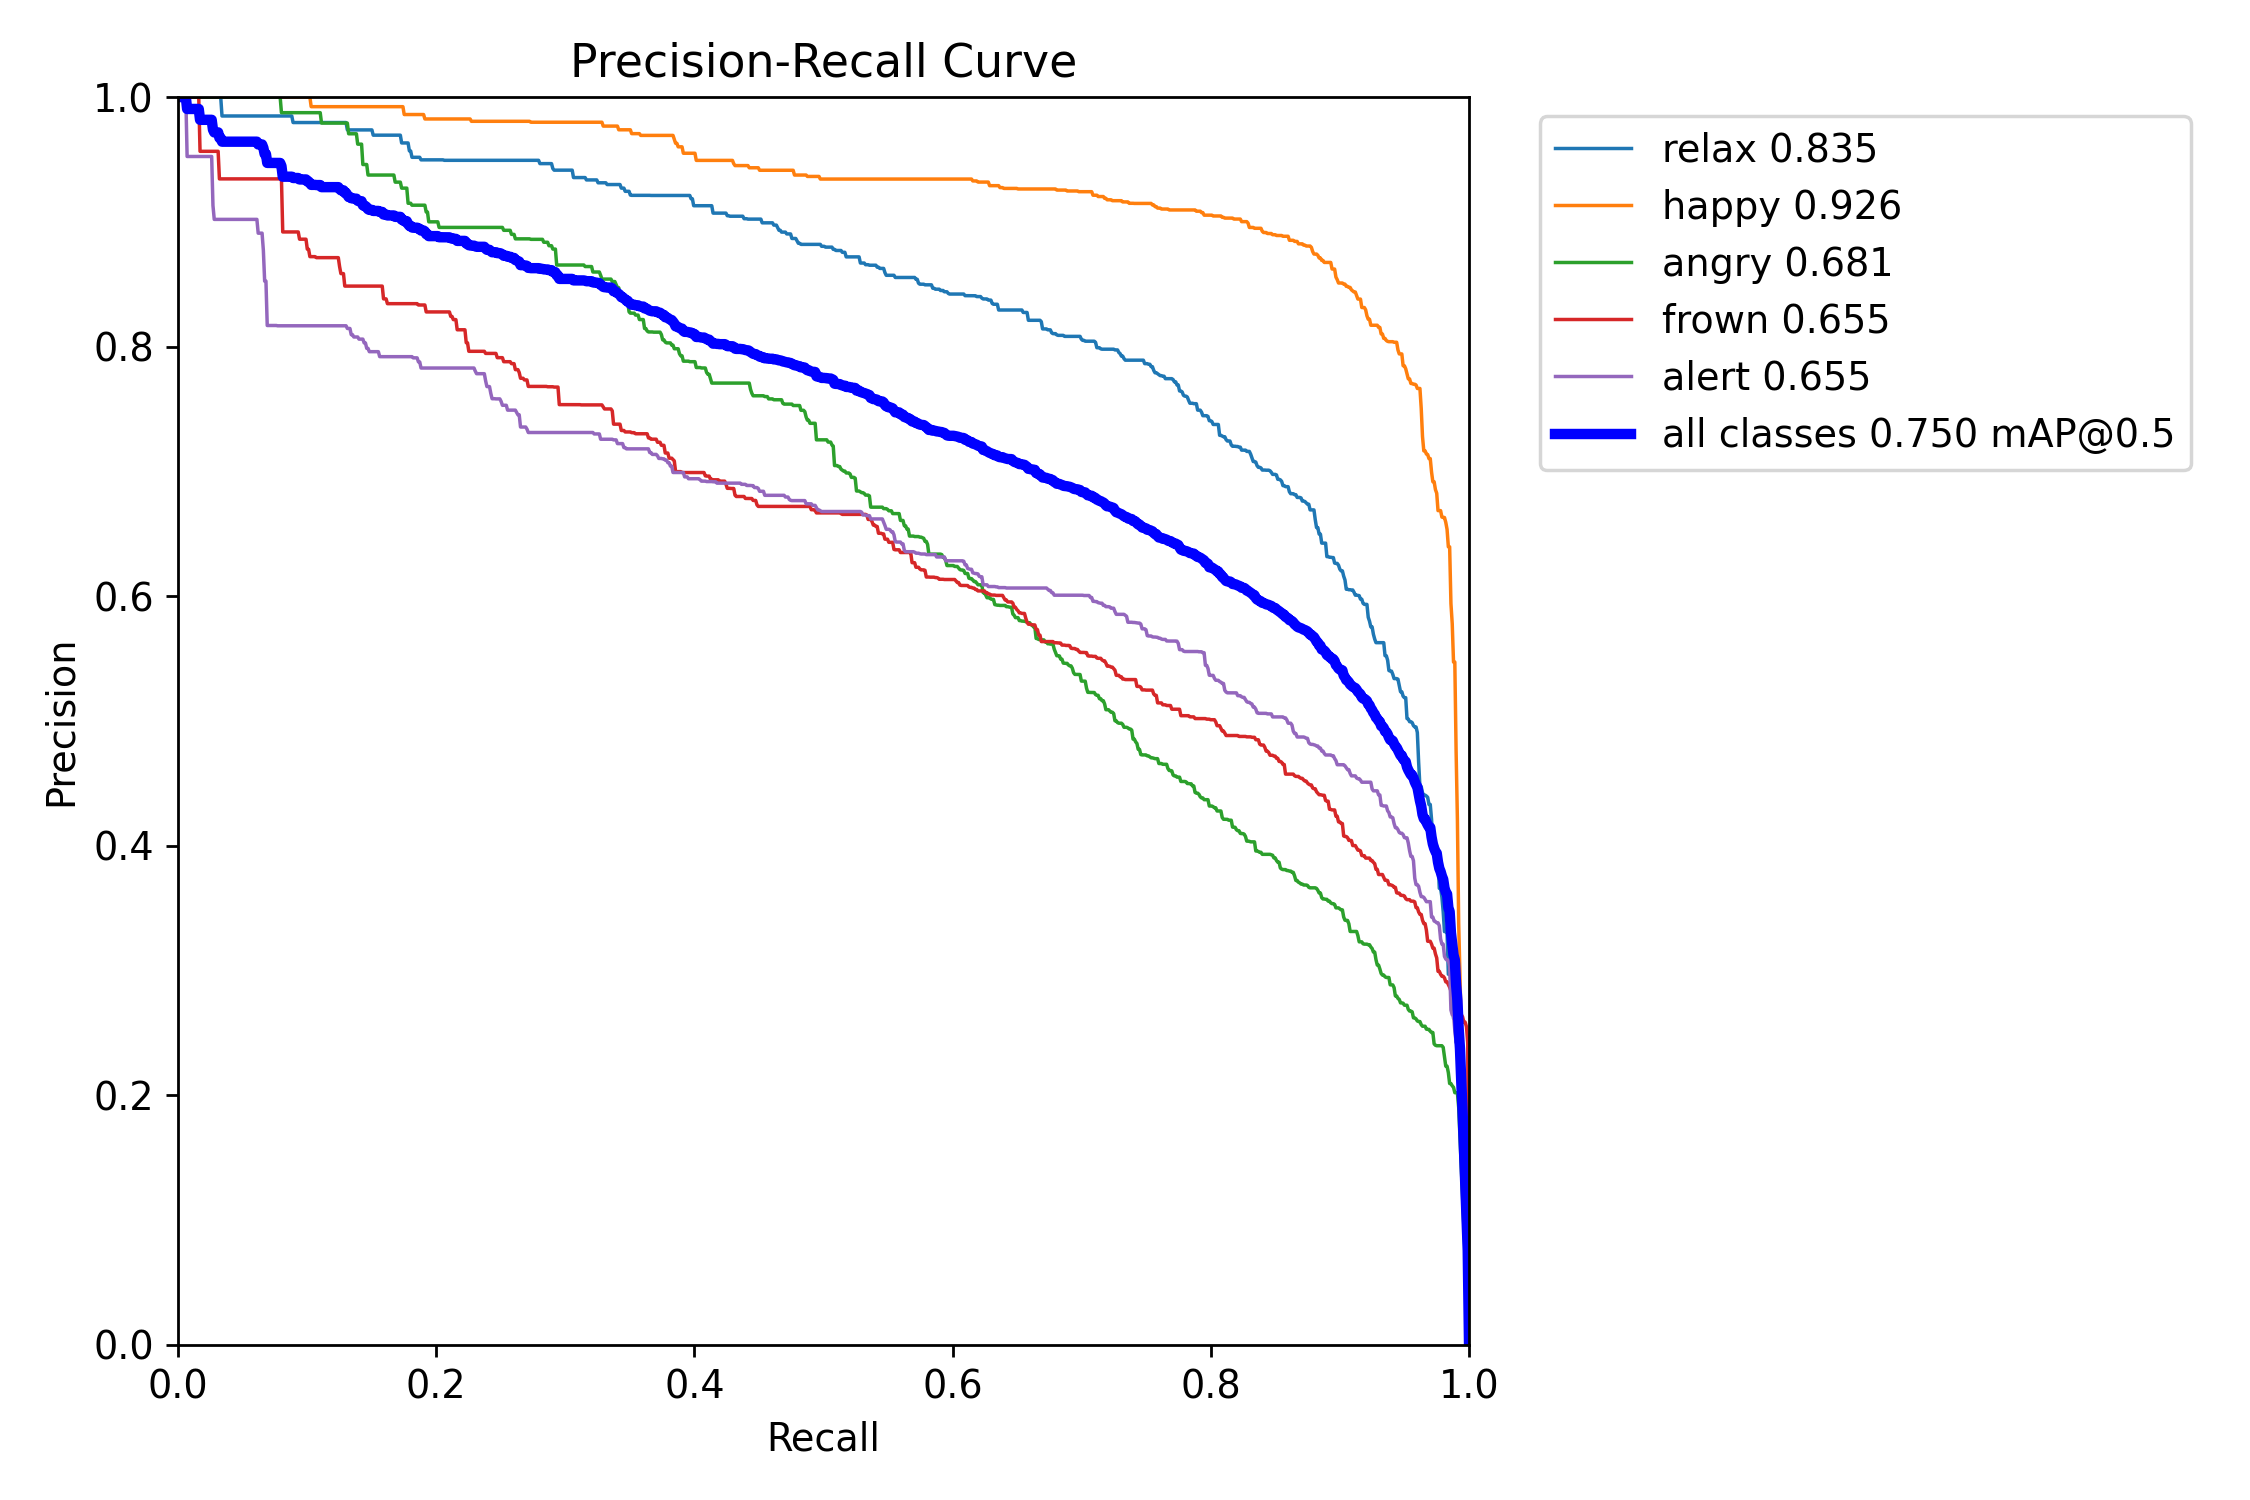 Precision-Recall Curve
1.0
0.8
0.6
0.4
0.2
0.0
Precision
0.0 0.2 0.4 0.6 0.8 1.0
Recall
relax 0.835
happy 0.926
angry 0.681
frown 0.655
alert 0.655
all classes 0.750 mAP@0.5